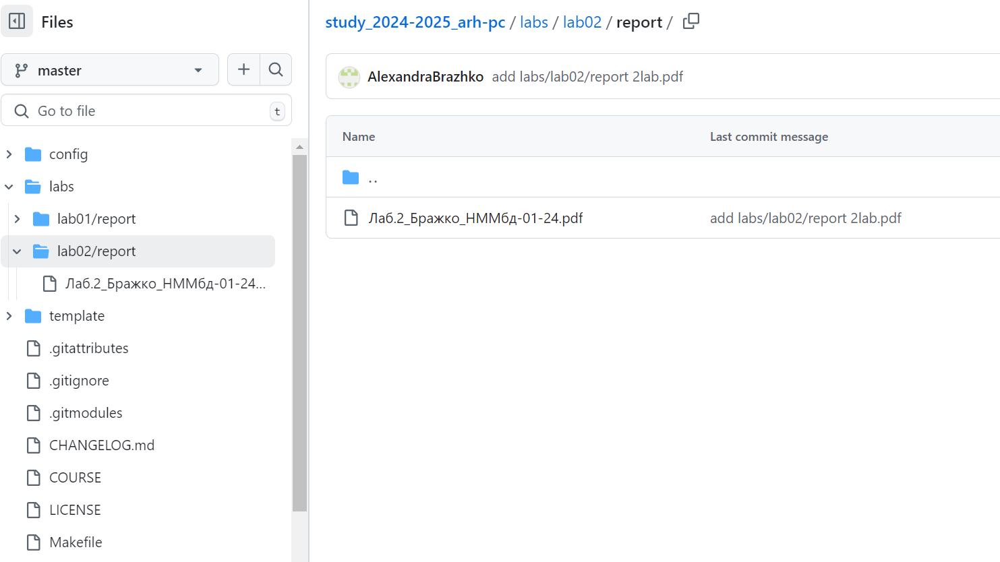 Files
master
Go to file
t
config
labs
lab01/report
lab02/report
Лаб.2_Бражко_НММбд-01-24...
template
.gitattributes
.gitignore
.gitmodules
CHANGELOG.md
COURSE
LICENSE
Makefile
study_2024-2025_arh-pc / labs / lab02 / report /
AlexandraBrazhko add labs/lab02/report 2lab.pdf
Name Last commit message
..
Лаб.2_Бражко_НММбд-01-24.pdf add labs/lab02/report 2lab.pdf